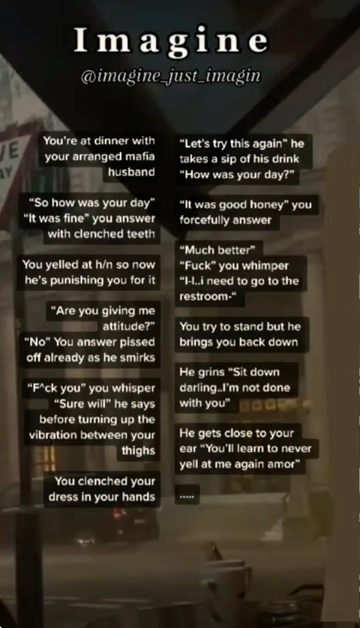 Imagine
@imagine_just_imagin
VE
AY
You're at dinner with
your arranged mafia
husband
"So how was your day"
"It was fine" you answer
with clenched teeth
You yelled at h/n so now
he's punishing you for it
"Are you giving me
attitude?"
"No" You answer pissed
off already as he smirks
"F^ck you" you whisper
"Sure will" he says
before turning up the
vibration between your
thighs
You clenched your
dress in your hands
"Let's try this again" he
takes a sip of his drink
"How was your day?"
"It was good honey" you
forcefully answer
"Much better"
"Fuck" you whimper
"I-I..i need to go to the
restroom-"
You try to stand but he
brings you back down
He grins "Sit down
darling..I'm not done
with you"
He gets close to your
ear "You'll learn to never
yell at me again amor"
.....